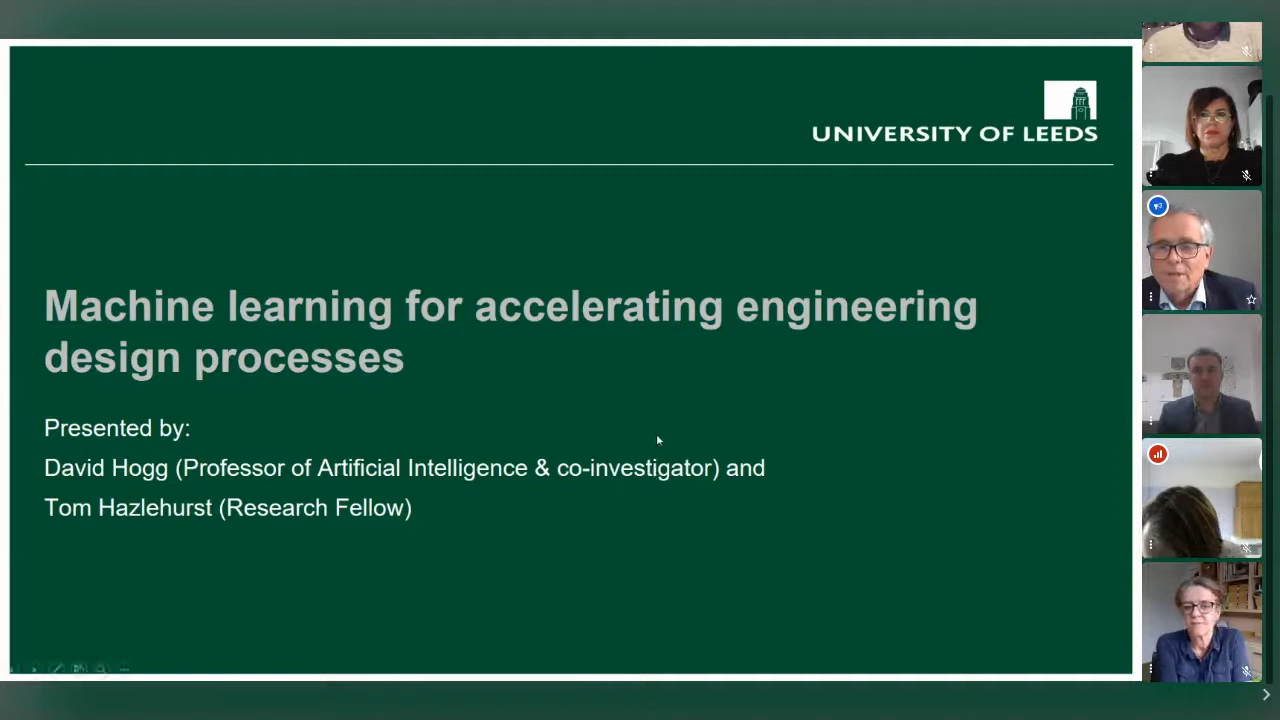 UNIVERSITY OF LEEDS
Machine learning for accelerating engineering
design processes
Presented by:
David Hogg (Professor of Artificial Intelligence & co-investigator) and
Tom Hazlehurst (Research Fellow)